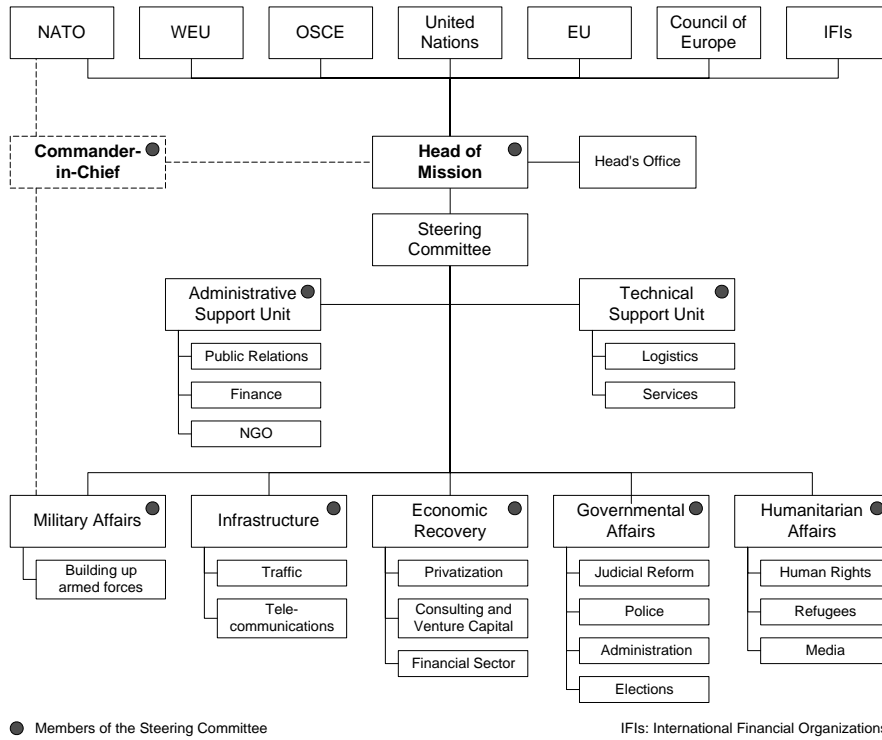 NATO
WEU
OSCE
United
Nations
EU
Council of
Europe
IFIs
Commander-
in-Chief
Head of
Mission
Head's Office
Steering
Committee
Administrative
Support Unit
Technical
Support Unit
Public Relations
Finance
NGO
Logistics
Services
Military Affairs
Building up
armed forces
Infrastructure
Traffic
Tele-
communications
Economic
Recovery
Privatization
Consulting and
Venture Capital
Financial Sector
Governmental
Affairs
Judicial Reform
Police
Administration
Elections
Humanitarian
Affairs
Human Rights
Refugees
Media
Members of the Steering Committee
IFIs: International Financial Organizations